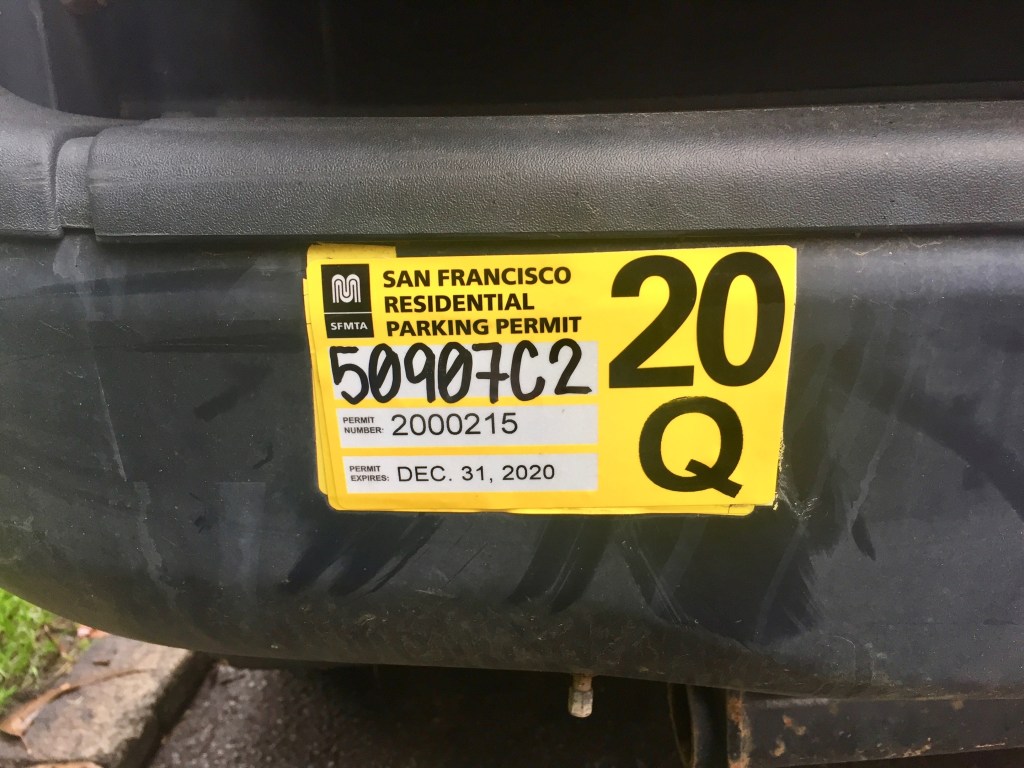 SAN FRANCISCO
RESIDENTIAL
PARKING PERMIT
SFMTA
50907C2
PERMIT NUMBER: 2000215
PERMIT EXPIRES: DEC. 31, 2020
20
Q